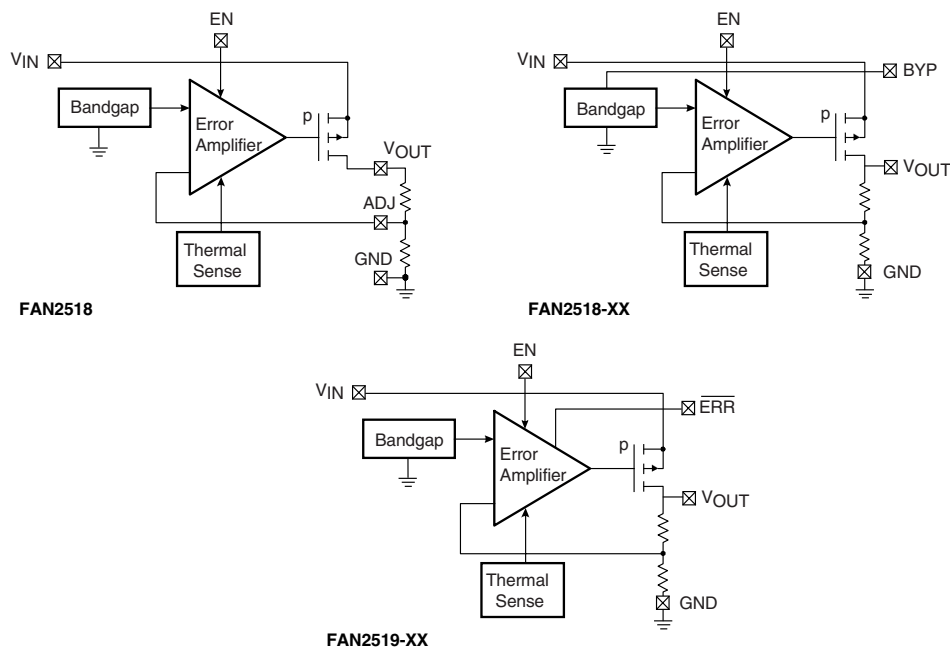 EN
VIN
Bandgap
p
Error
Amplifier
VOUT
ADJ
Thermal
Sense
GND
FAN2518
EN
VIN
BYP
Bandgap
p
Error
Amplifier
VOUT
Thermal
Sense
GND
FAN2518-XX
EN
VIN
ERR
Bandgap
p
Error
Amplifier
VOUT
Thermal
Sense
GND
FAN2519-XX